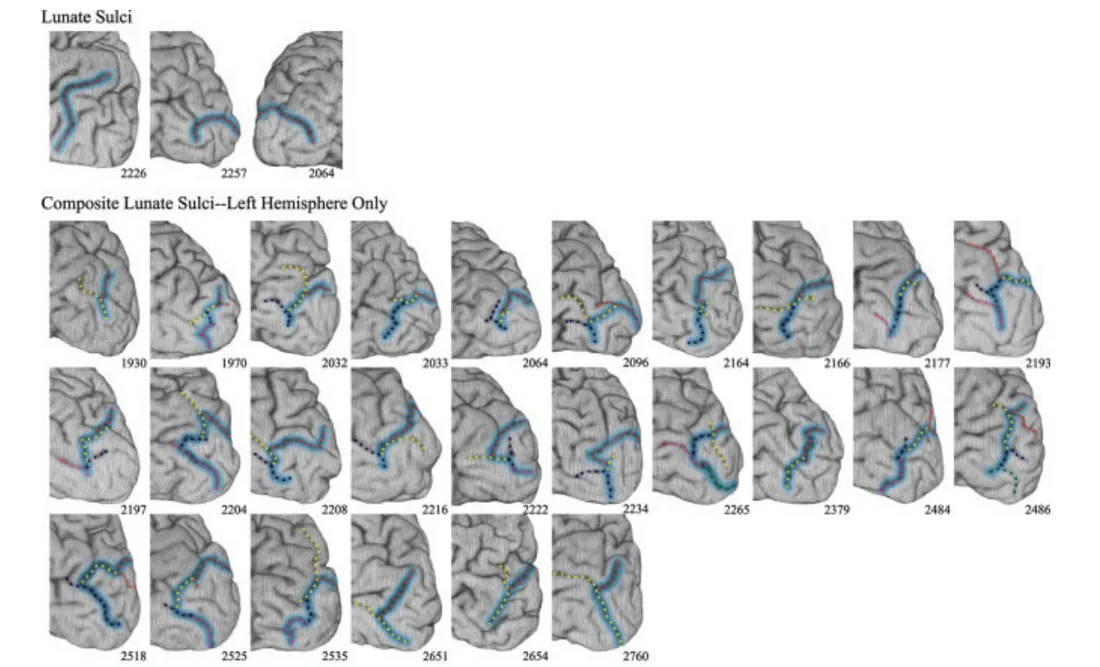 Lunate Sulci
2226 2257 2064
Composite Lunate Sulci--Left Hemisphere Only
1930 1970 2032 2033 2064 2096 2164 2166 2177 2193
2197 2204 2208 2216 2222 2234 2265 2379 2484 2486
2518 2525 2535 2651 2654 2760